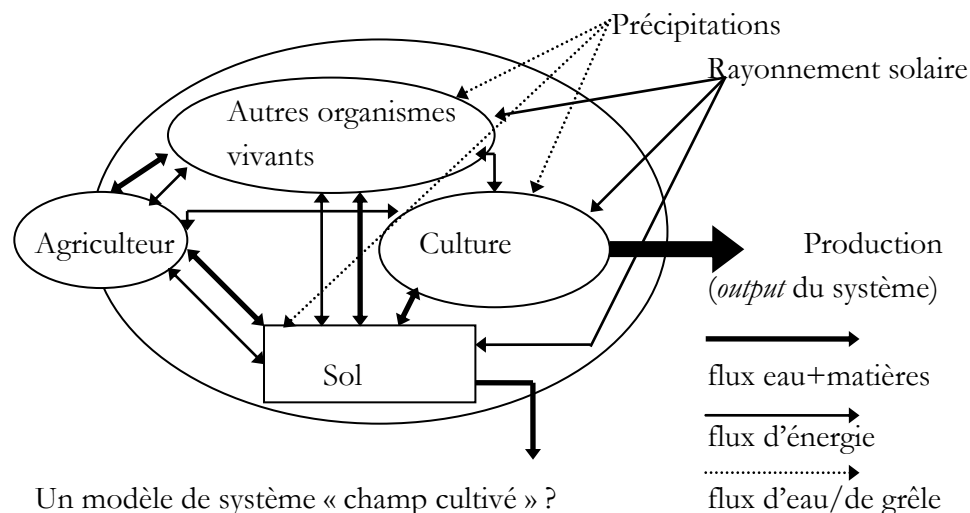 Précipitations
Rayonnement solaire
Autres organismes
vivants
Agriculteur
Culture
Production
(output du système)
Sol
flux eau+matières
flux d’énergie
Un modèle de système « champ cultivé » ?
flux d’eau/de grêle